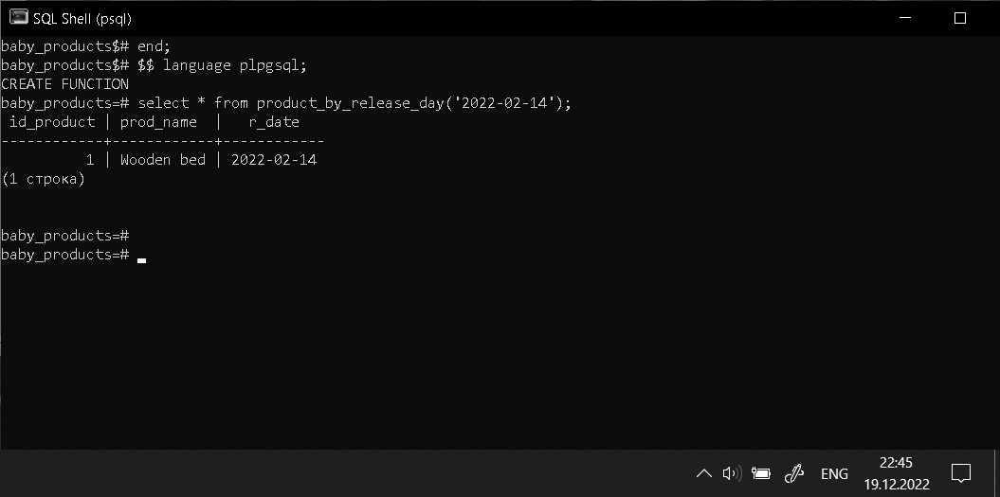 SQL Shell (psql)
baby_products$# end;
baby_products$# $$ language plpgsql;
CREATE FUNCTION
baby_products=# select * from product_by_release_day('2022-02-14');
 id_product | prod_name  |   r_date
------------+------------+------------
          1 | Wooden bed | 2022-02-14
(1 строка)
baby_products=#
baby_products=#
ENG
22:45
19.12.2022